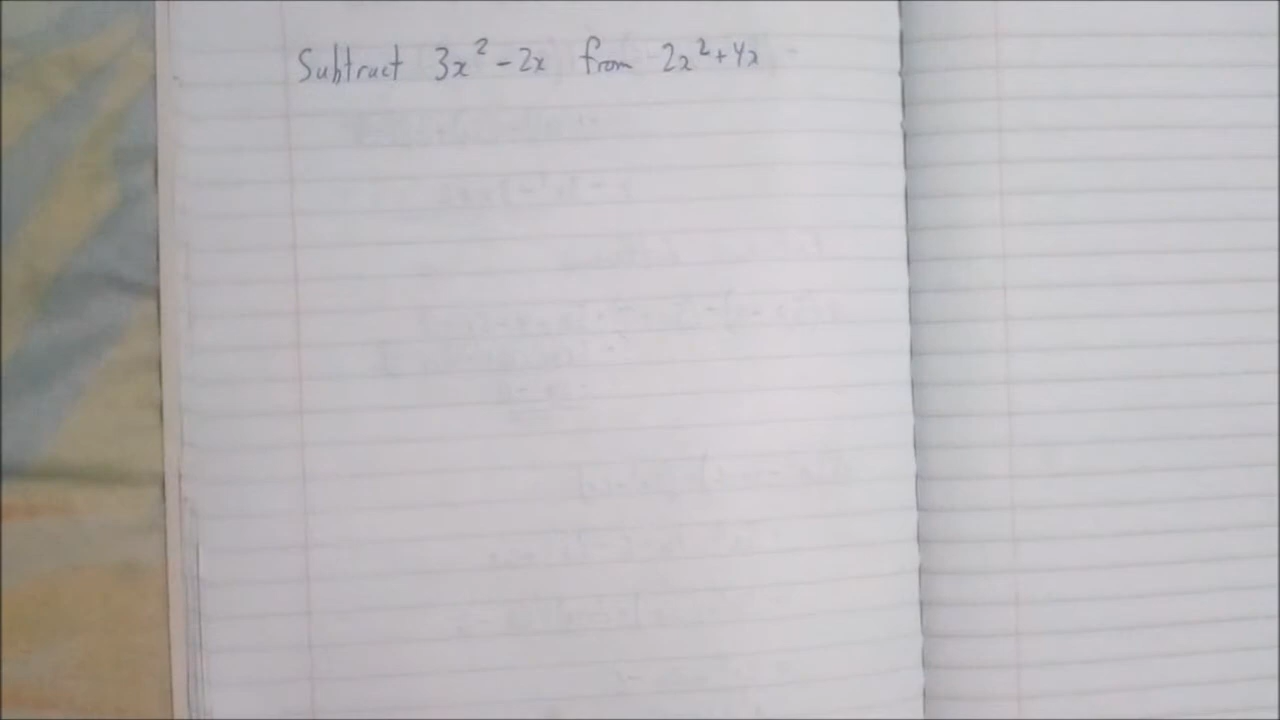 Subtract 3x² - 2x from 2x² + 4x